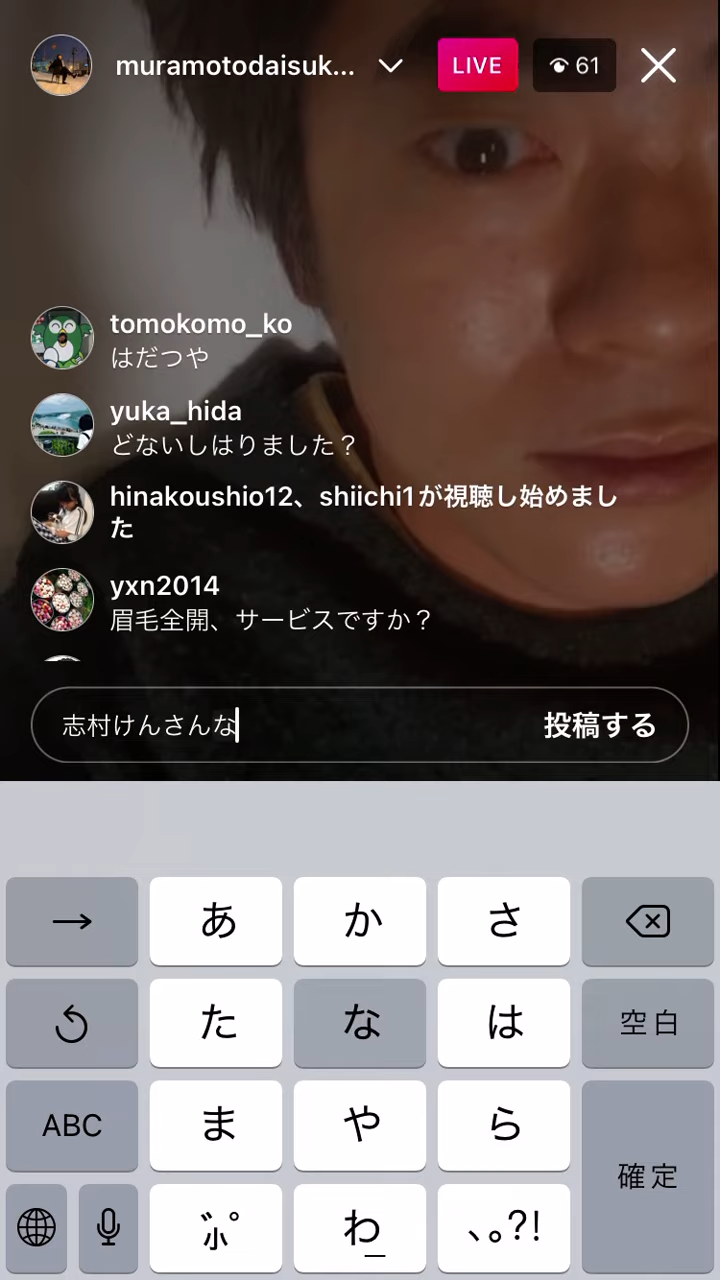 muramotodaisuk...
LIVE
61
tomokomo_ko
はだつや
yuka_hida
どないしはりました？
hinakoushio12、shiichi1が視聴し始めまし
た
yxn2014
眉毛全開、サービスですか？
志村けんさんな
投稿する
→ あ か さ
た な は 空白
ABC ま や ら
確定
゛゜小 わ_ 、。?!